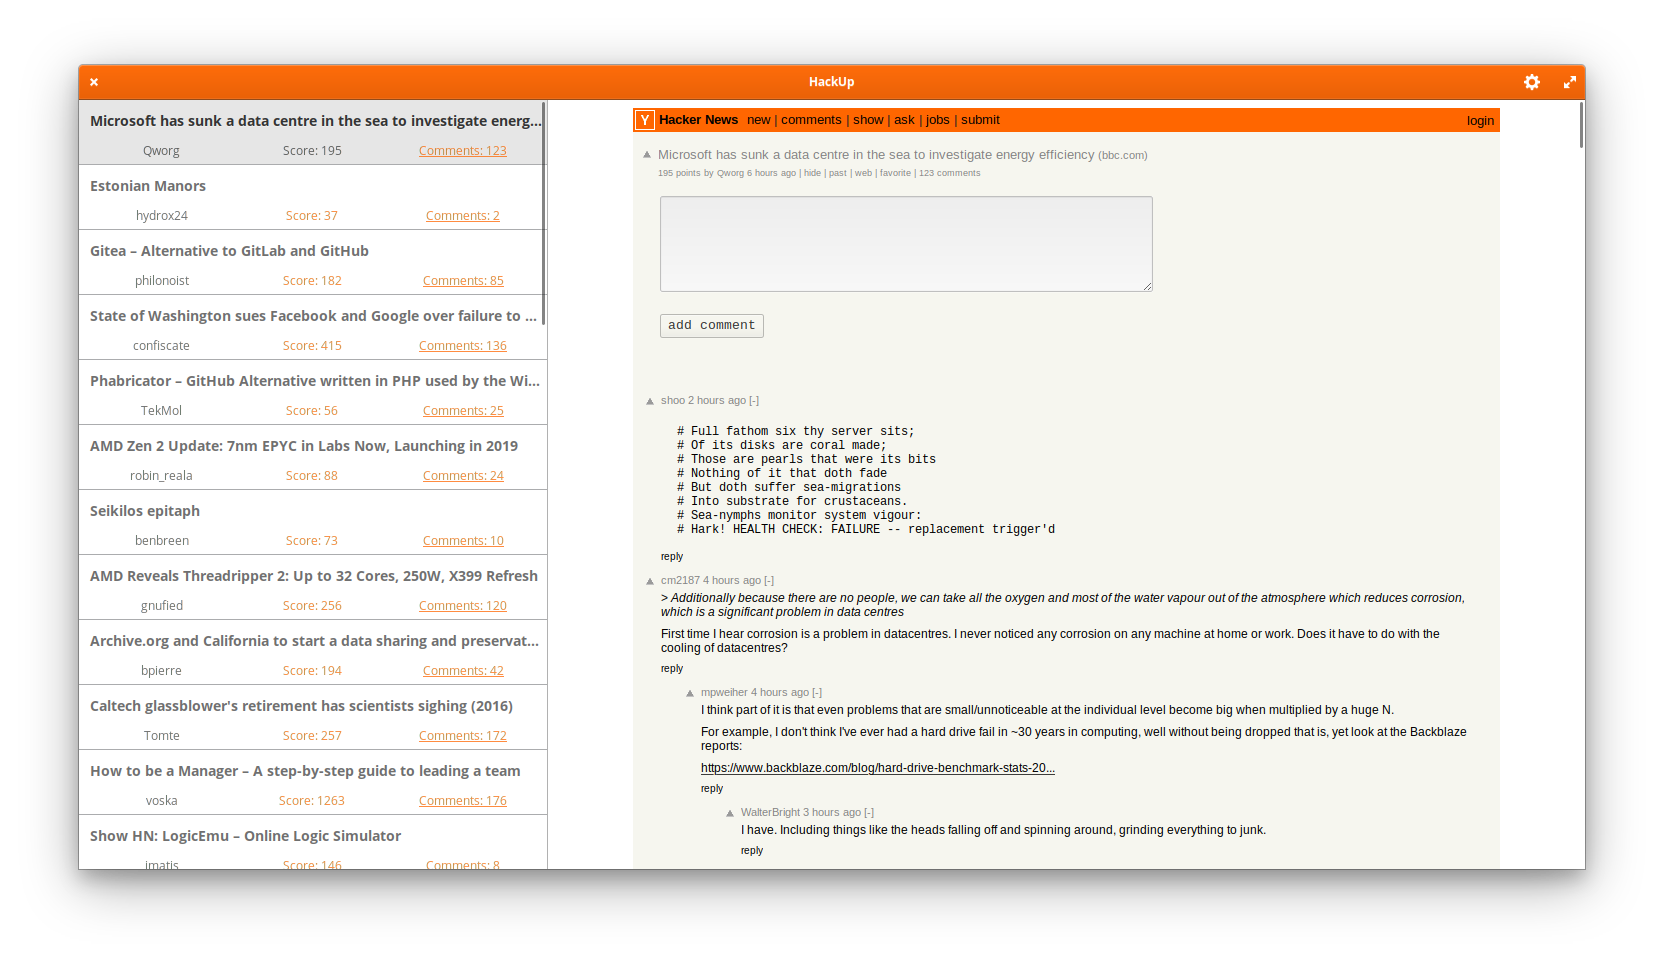 HackUp
Microsoft has sunk a data centre in the sea to investigate energ...
Qworg Score: 195 Comments: 123
Estonian Manors
hydrox24 Score: 37 Comments: 2
Gitea – Alternative to GitLab and GitHub
philonoist Score: 182 Comments: 85
State of Washington sues Facebook and Google over failure to ...
confiscate Score: 415 Comments: 136
Phabricator – GitHub Alternative written in PHP used by the Wi...
TekMol Score: 56 Comments: 25
AMD Zen 2 Update: 7nm EPYC in Labs Now, Launching in 2019
robin_reala Score: 88 Comments: 24
Seikilos epitaph
benbreen Score: 73 Comments: 10
AMD Reveals Threadripper 2: Up to 32 Cores, 250W, X399 Refresh
gnufied Score: 256 Comments: 120
Archive.org and California to start a data sharing and preservat...
bpierre Score: 194 Comments: 42
Caltech glassblower's retirement has scientists sighing (2016)
Tomte Score: 257 Comments: 172
How to be a Manager – A step-by-step guide to leading a team
voska Score: 1263 Comments: 176
Show HN: LogicEmu – Online Logic Simulator
imatis Score: 146 Comments: 8
Y Hacker News new | comments | show | ask | jobs | submit login
Microsoft has sunk a data centre in the sea to investigate energy efficiency (bbc.com)
195 points by Qworg 6 hours ago | hide | past | web | favorite | 123 comments
add comment
shoo 2 hours ago [-]
# Full fathom six thy server sits;
# Of its disks are coral made;
# Those are pearls that were its bits
# Nothing of it that doth fade
# But doth suffer sea-migrations
# Into substrate for crustaceans.
# Sea-nymphs monitor system vigour:
# Hark! HEALTH CHECK: FAILURE -- replacement trigger'd
reply
cm2187 4 hours ago [-]
> Additionally because there are no people, we can take all the oxygen and most of the water vapour out of the atmosphere which reduces corrosion,
which is a significant problem in data centres
First time I hear corrosion is a problem in datacentres. I never noticed any corrosion on any machine at home or work. Does it have to do with the
cooling of datacentres?
reply
mpweiher 4 hours ago [-]
I think part of it is that even problems that are small/unnoticeable at the individual level become big when multiplied by a huge N.
For example, I don't think I've ever had a hard drive fail in ~30 years in computing, well without being dropped that is, yet look at the Backblaze
reports:
https://www.backblaze.com/blog/hard-drive-benchmark-stats-20...
reply
WalterBright 3 hours ago [-]
I have. Including things like the heads falling off and spinning around, grinding everything to junk.
reply